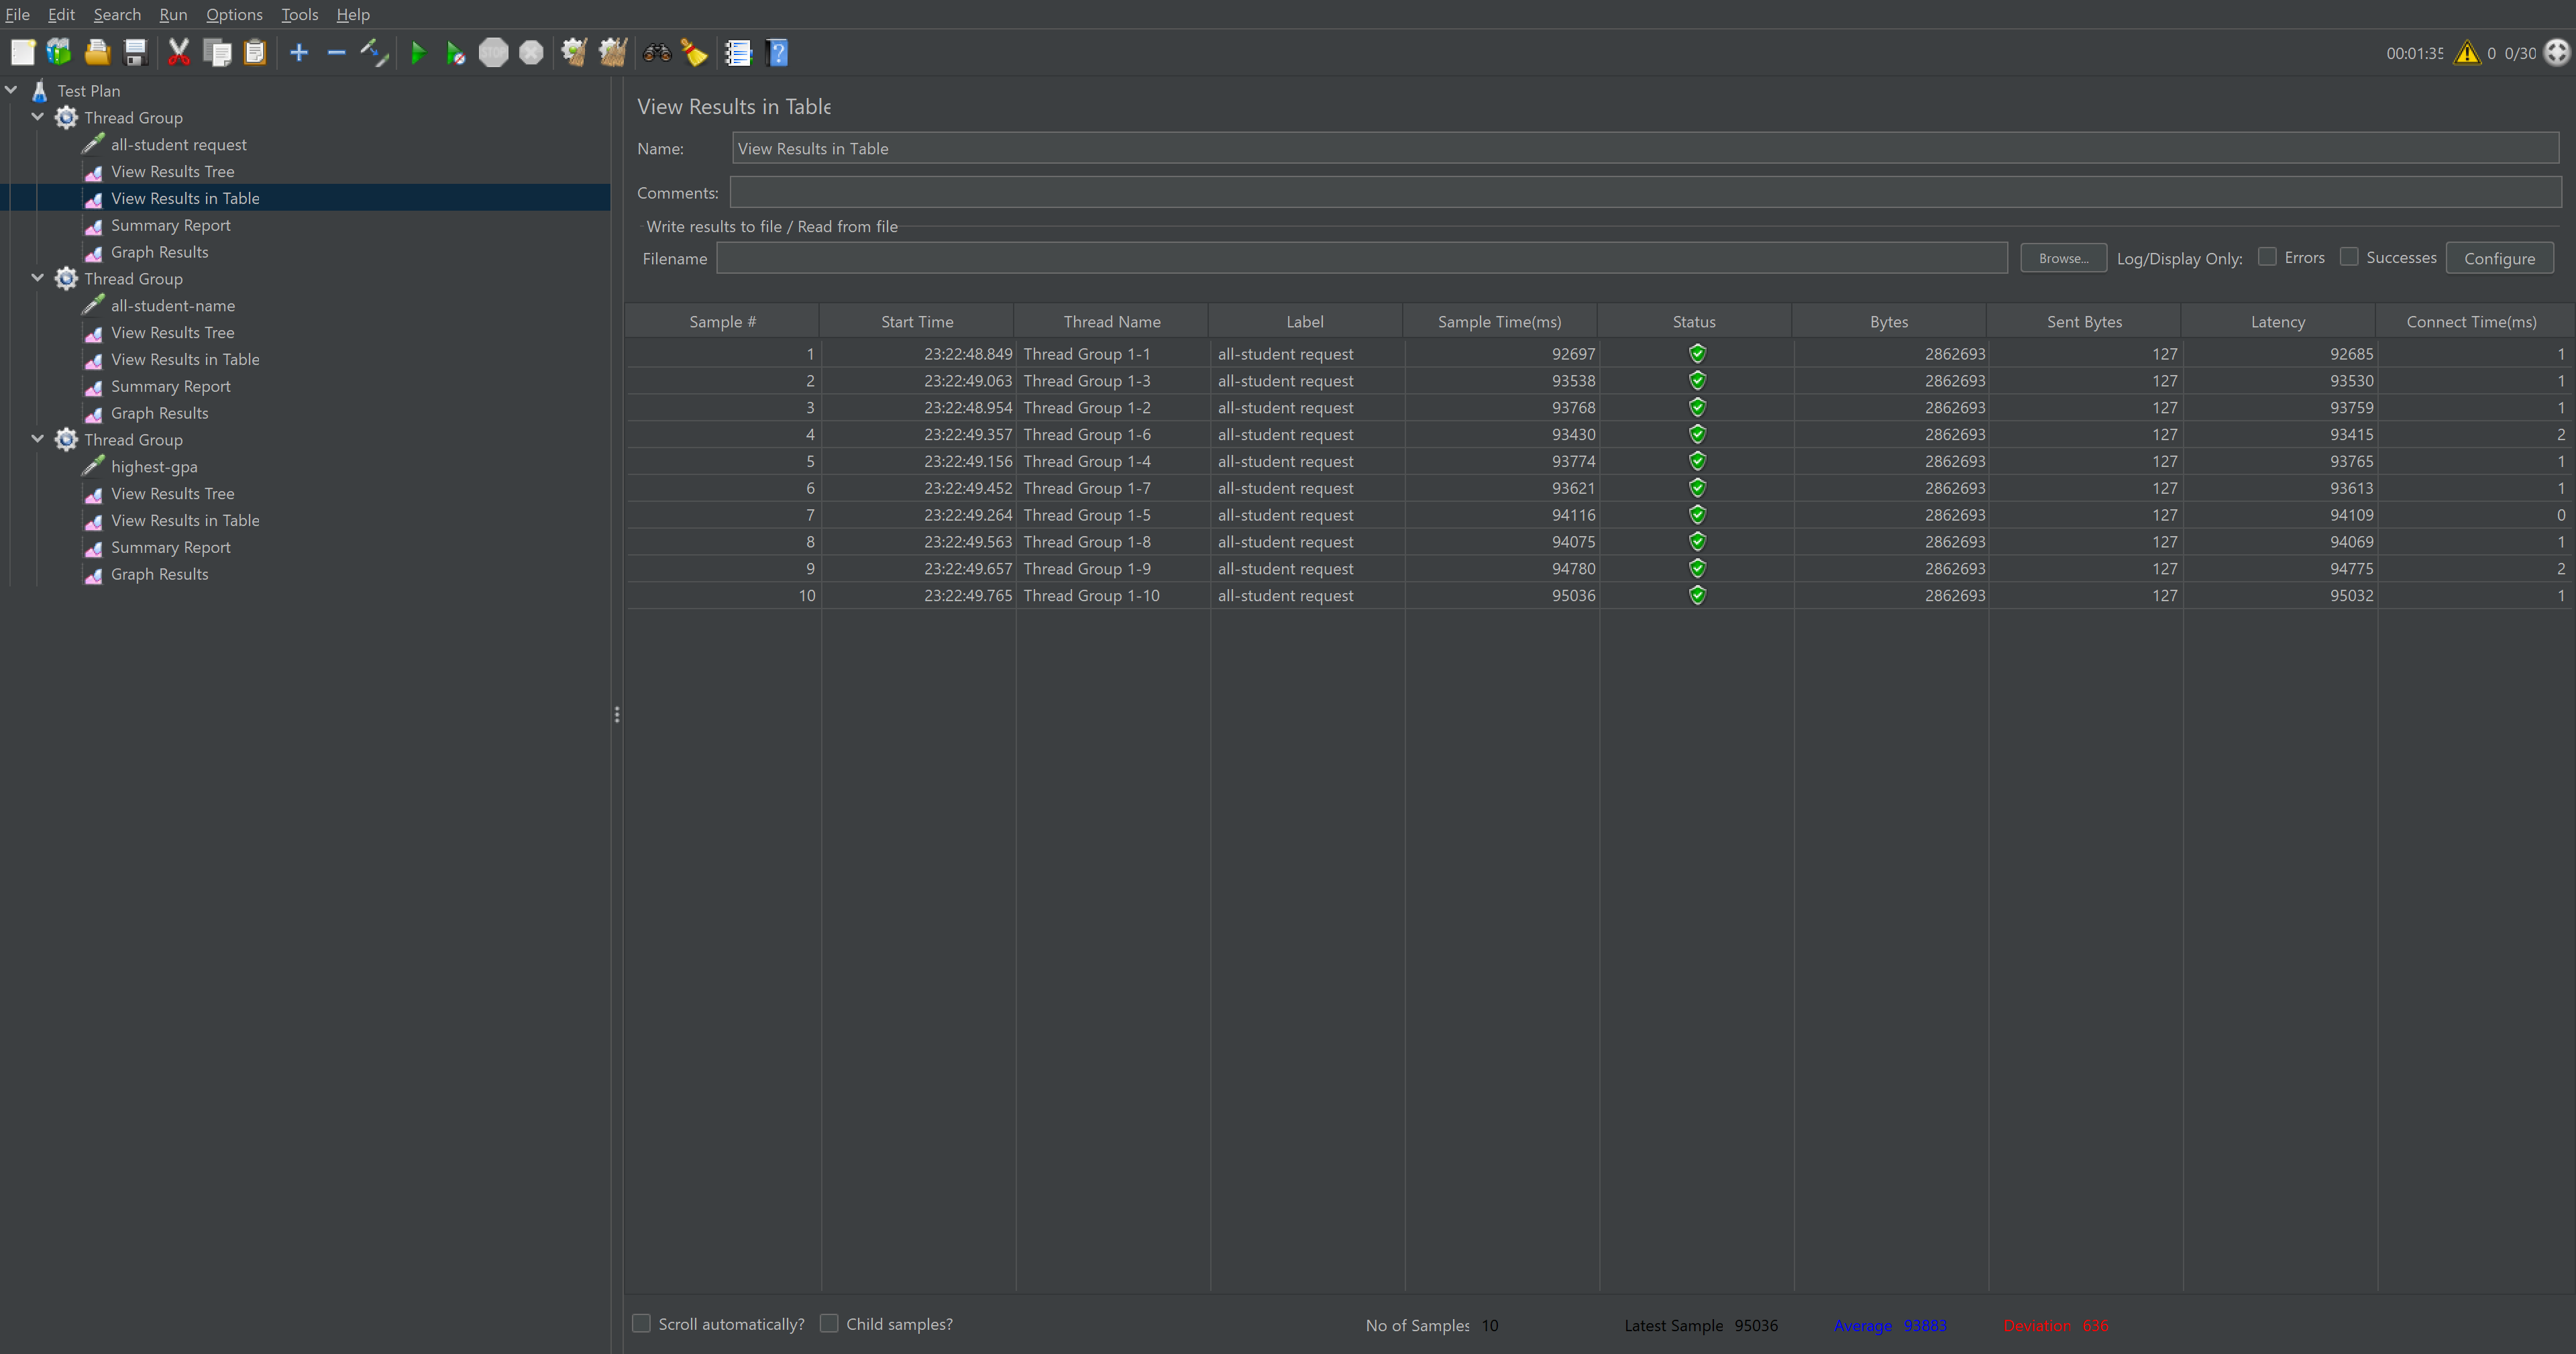 File Edit Search Run Options Tools Help
00:01:35 0 0/30
Test Plan
Thread Group
all-student request
View Results Tree
View Results in Table
Summary Report
Graph Results
Thread Group
all-student-name
View Results Tree
View Results in Table
Summary Report
Graph Results
Thread Group
highest-gpa
View Results Tree
View Results in Table
Summary Report
Graph Results
View Results in Table
Name: View Results in Table
Comments:
Write results to file / Read from file
Filename Browse... Log/Display Only: Errors Successes Configure
Sample # Start Time Thread Name Label Sample Time(ms) Status Bytes Sent Bytes Latency Connect Time(ms)
1 23:22:48.849 Thread Group 1-1 all-student request 92697 2862693 127 92685 1
2 23:22:49.063 Thread Group 1-3 all-student request 93538 2862693 127 93530 1
3 23:22:48.954 Thread Group 1-2 all-student request 93768 2862693 127 93759 1
4 23:22:49.357 Thread Group 1-6 all-student request 93430 2862693 127 93415 2
5 23:22:49.156 Thread Group 1-4 all-student request 93774 2862693 127 93765 1
6 23:22:49.452 Thread Group 1-7 all-student request 93621 2862693 127 93613 1
7 23:22:49.264 Thread Group 1-5 all-student request 94116 2862693 127 94109 0
8 23:22:49.563 Thread Group 1-8 all-student request 94075 2862693 127 94069 1
9 23:22:49.657 Thread Group 1-9 all-student request 94780 2862693 127 94775 2
10 23:22:49.765 Thread Group 1-10 all-student request 95036 2862693 127 95032 1
Scroll automatically? Child samples? No of Samples 10 Latest Sample 95036 Average 93883 Deviation 636